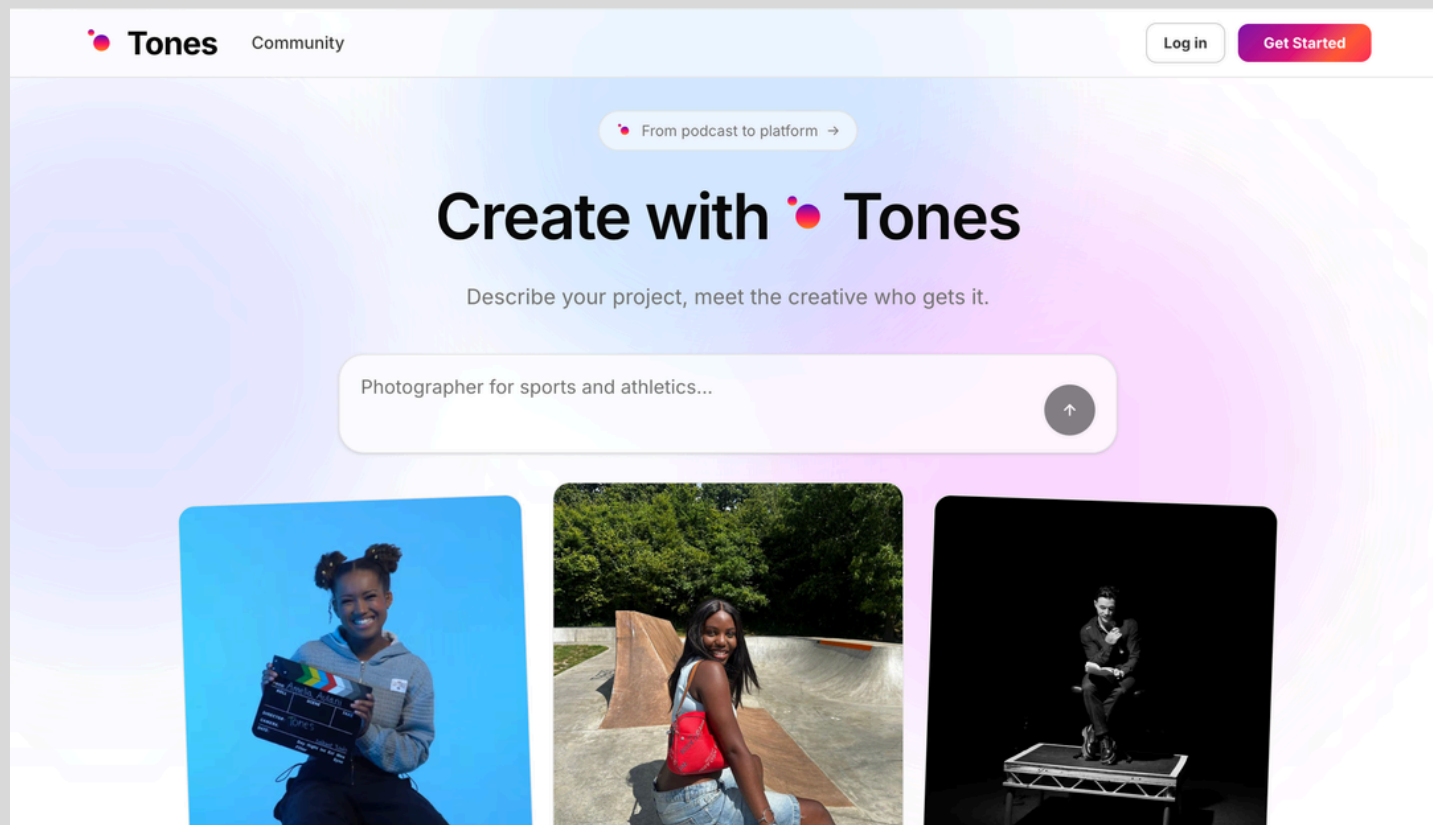 Tones
Community
Log in
Get Started
From podcast to platform →
Create with Tones
Describe your project, meet the creative who gets it.
Photographer for sports and athletics...
Tones